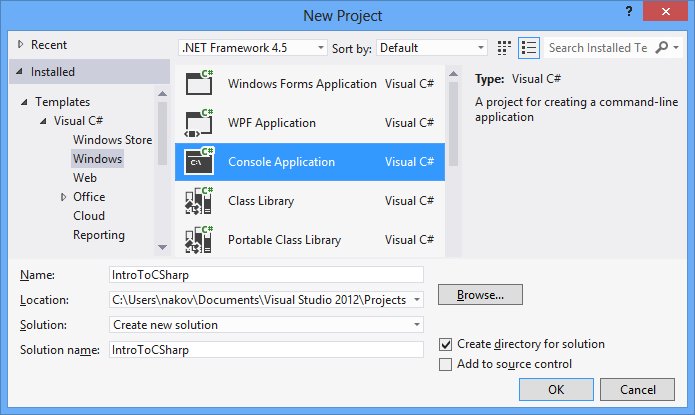 New Project
?
Recent
Installed
Templates
Visual C#
Windows Store
Windows
Web
Office
Cloud
Reporting
.NET Framework 4.5 Sort by: Default Search Installed Te
C# Windows Forms Application Visual C#
C# WPF Application Visual C#
C# C:\ Console Application Visual C#
C# Class Library Visual C#
C# Portable Class Library Visual C#
Type: Visual C#
A project for creating a command-line
application
Name: IntroToCSharp
Location: C:\Users\nakov\Documents\Visual Studio 2012\Projects Browse...
Solution: Create new solution
Solution name: IntroToCSharp
Create directory for solution
Add to source control
OK Cancel